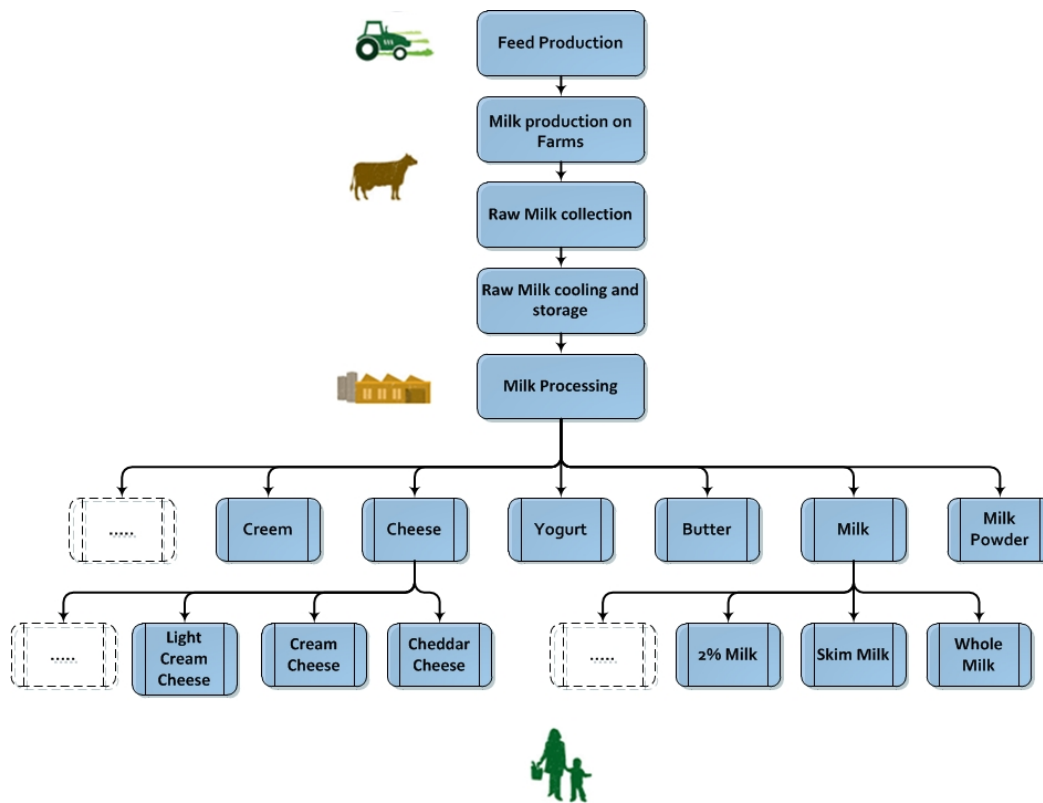 Feed Production
Milk production on
Farms
Raw Milk collection
Raw Milk cooling and
storage
Milk Processing
.....
Creem
Cheese
Yogurt
Butter
Milk
Milk
Powder
.....
Light
Cream
Cheese
Cream
Cheese
Cheddar
Cheese
.....
2% Milk
Skim Milk
Whole
Milk